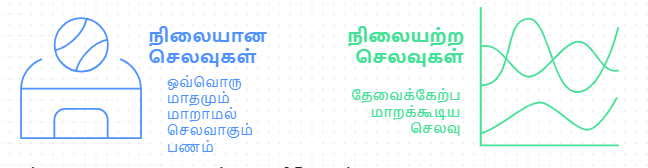 நிலையான
செலவுகள்
ஒவ்வொரு
மாதமும்
மாறாமல்
செலவாகும்
பணம்
நிலையற்ற
செலவுகள்
தேவைக்கேற்ப
மாறக்கூடிய
செலவு